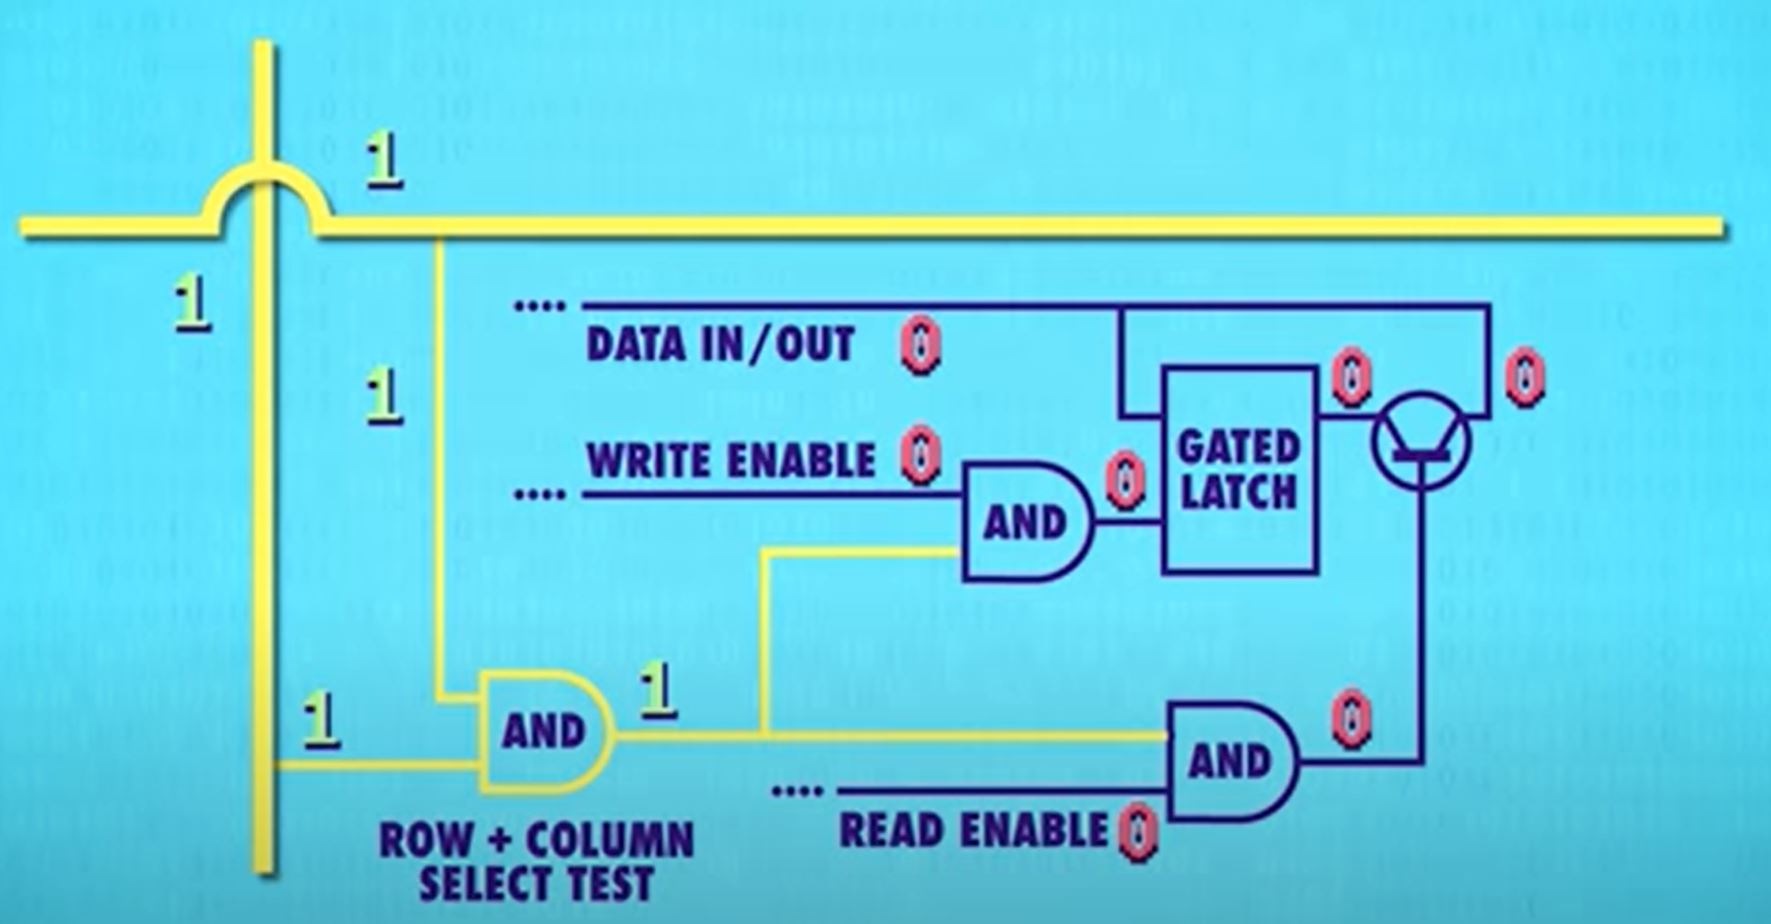 1
1
DATA IN/OUT 0
0
0
1
WRITE ENABLE 0
0
GATED
LATCH
AND
1
1
AND
0
AND
READ ENABLE 0
ROW + COLUMN
SELECT TEST